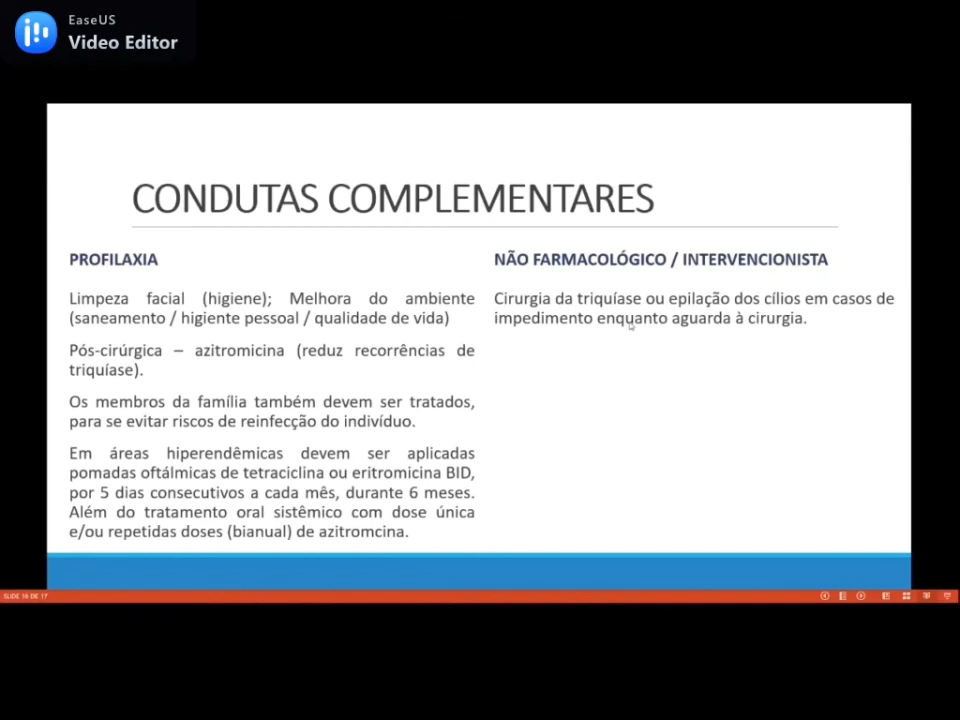 EaseUS
Video Editor
CONDUTAS COMPLEMENTARES
PROFILAXIA
Limpeza facial (higiene); Melhora do ambiente
(saneamento / higiente pessoal / qualidade de vida)
Pós-cirúrgica – azitromicina (reduz recorrências de
triquíase).
Os membros da família também devem ser tratados,
para se evitar riscos de reinfecção do indivíduo.
Em áreas hiperendêmicas devem ser aplicadas
pomadas oftálmicas de tetraciclina ou eritromicina BID,
por 5 dias consecutivos a cada mês, durante 6 meses.
Além do tratamento oral sistêmico com dose única
e/ou repetidas doses (bianual) de azitromcina.
NÃO FARMACOLÓGICO / INTERVENCIONISTA
Cirurgia da triquíase ou epilação dos cílios em casos de
impedimento enquanto aguarda à cirurgia.
SLIDE 16 DE 17